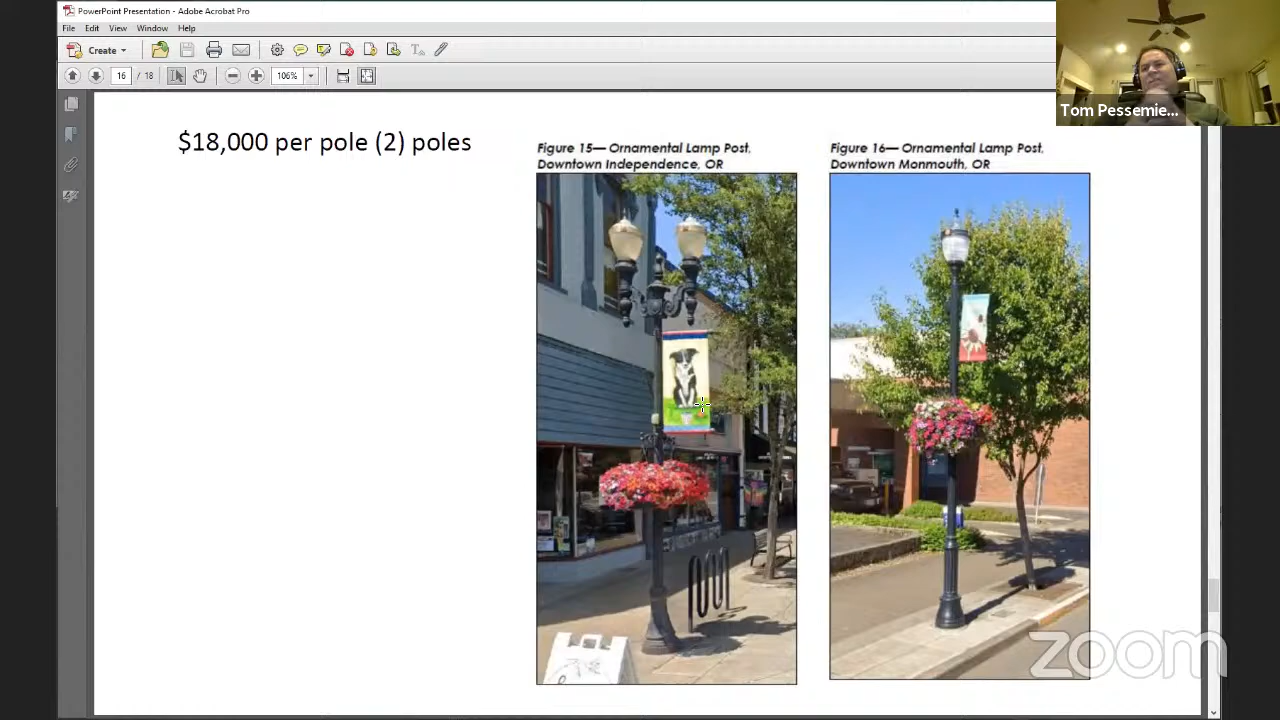 PowerPoint Presentation - Adobe Acrobat Pro
File Edit View Window Help
Create
16 / 18
106%
Tom Pessemie...
$18,000 per pole (2) poles
Figure 15— Ornamental Lamp Post,
Downtown Independence, OR
Figure 16— Ornamental Lamp Post,
Downtown Monmouth, OR
zoom